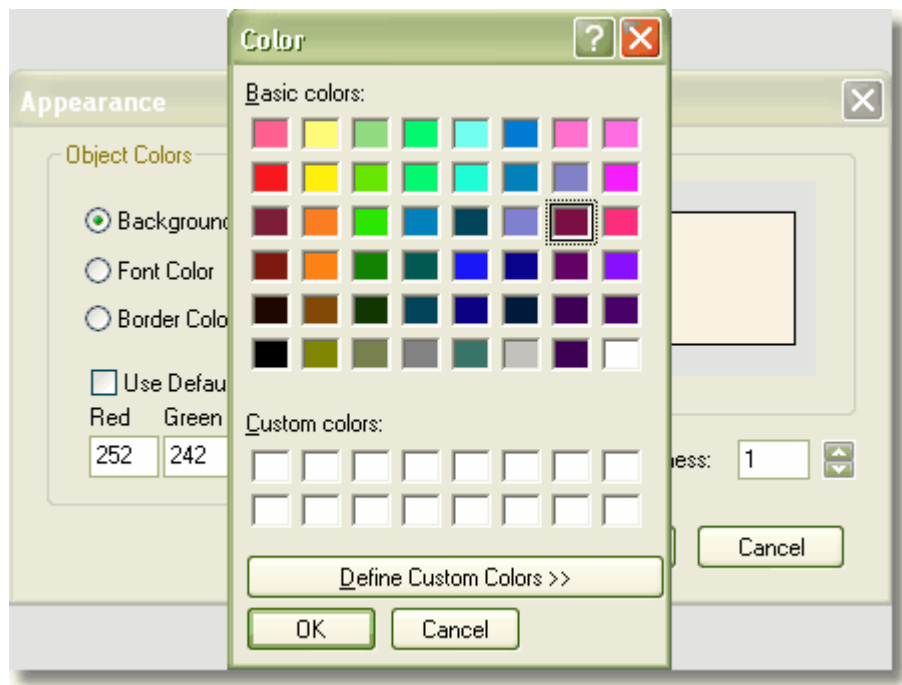 Color
?
Appearance
Basic colors:
Object Colors
Background
Font Color
Border Colo
Use Defau
Red Green
252 242
Custom colors:
ness: 1
Define Custom Colors >>
OK Cancel
Cancel